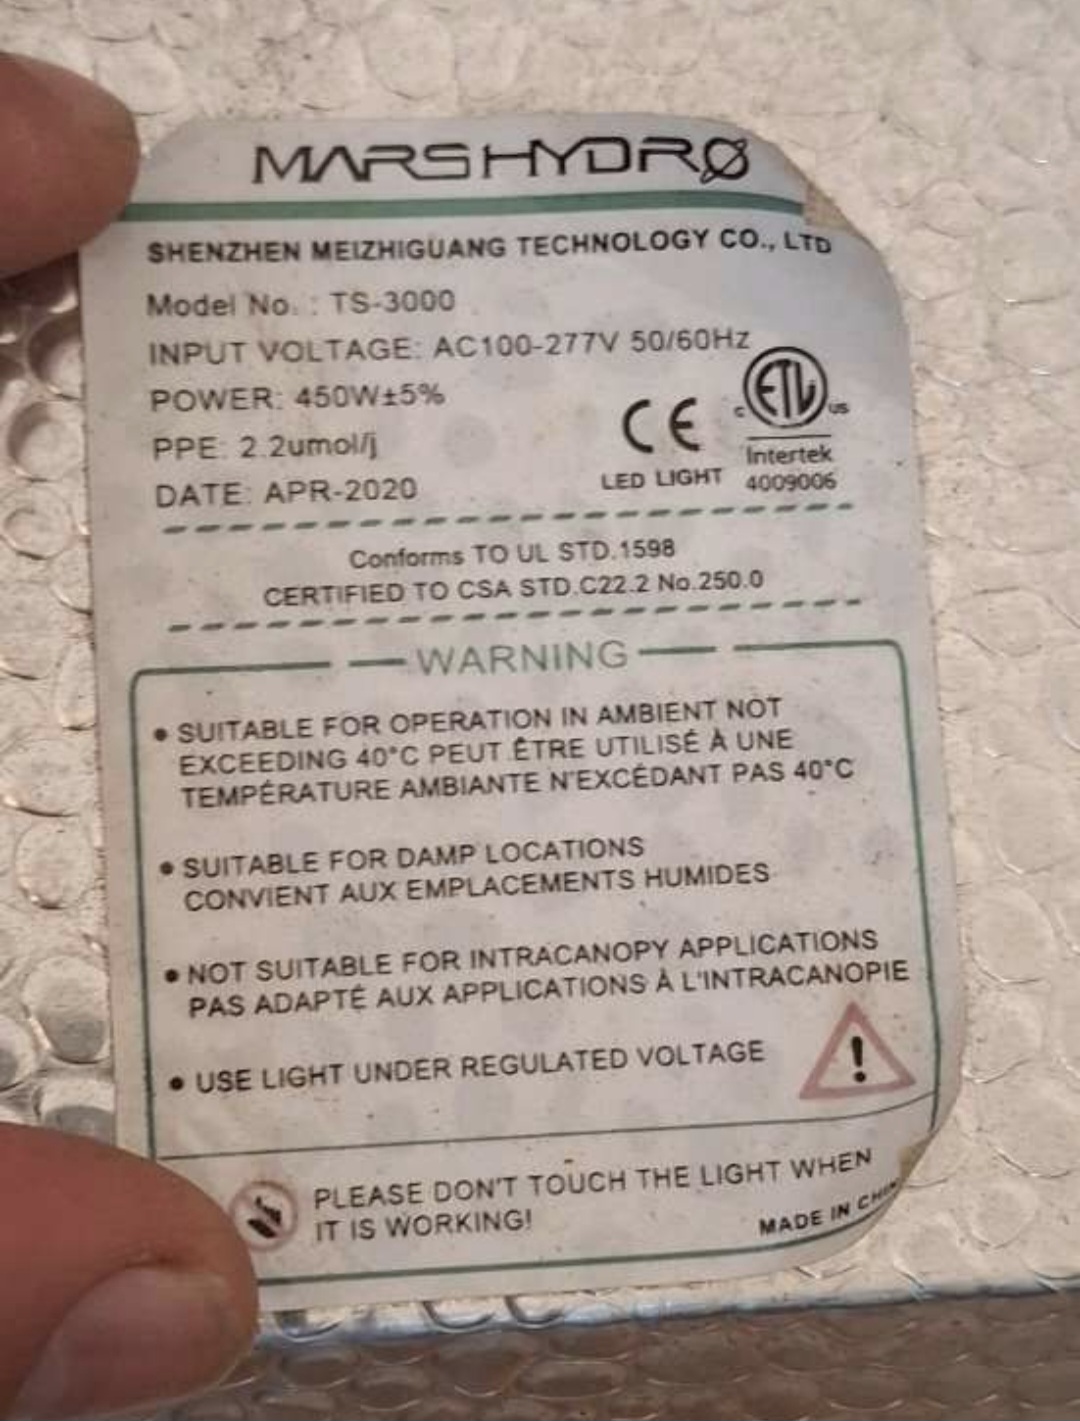 MARSHYDRO
SHENZHEN MEIZHIGUANG TECHNOLOGY CO., LTD
Model No. : TS-3000
INPUT VOLTAGE: AC100-277V 50/60Hz
POWER: 450W±5%
PPE: 2.2umol/j
DATE: APR-2020
CE
LED LIGHT
ETL
C US
Intertek
4009006
Conforms TO UL STD.1598
CERTIFIED TO CSA STD.C22.2 No.250.0
WARNING
• SUITABLE FOR OPERATION IN AMBIENT NOT
EXCEEDING 40°C PEUT ÊTRE UTILISÉ À UNE
TEMPÉRATURE AMBIANTE N'EXCÉDANT PAS 40°C
• SUITABLE FOR DAMP LOCATIONS
CONVIENT AUX EMPLACEMENTS HUMIDES
• NOT SUITABLE FOR INTRACANOPY APPLICATIONS
PAS ADAPTÉ AUX APPLICATIONS À L'INTRACANOPIE
• USE LIGHT UNDER REGULATED VOLTAGE
!
PLEASE DON'T TOUCH THE LIGHT WHEN
IT IS WORKING!
MADE IN